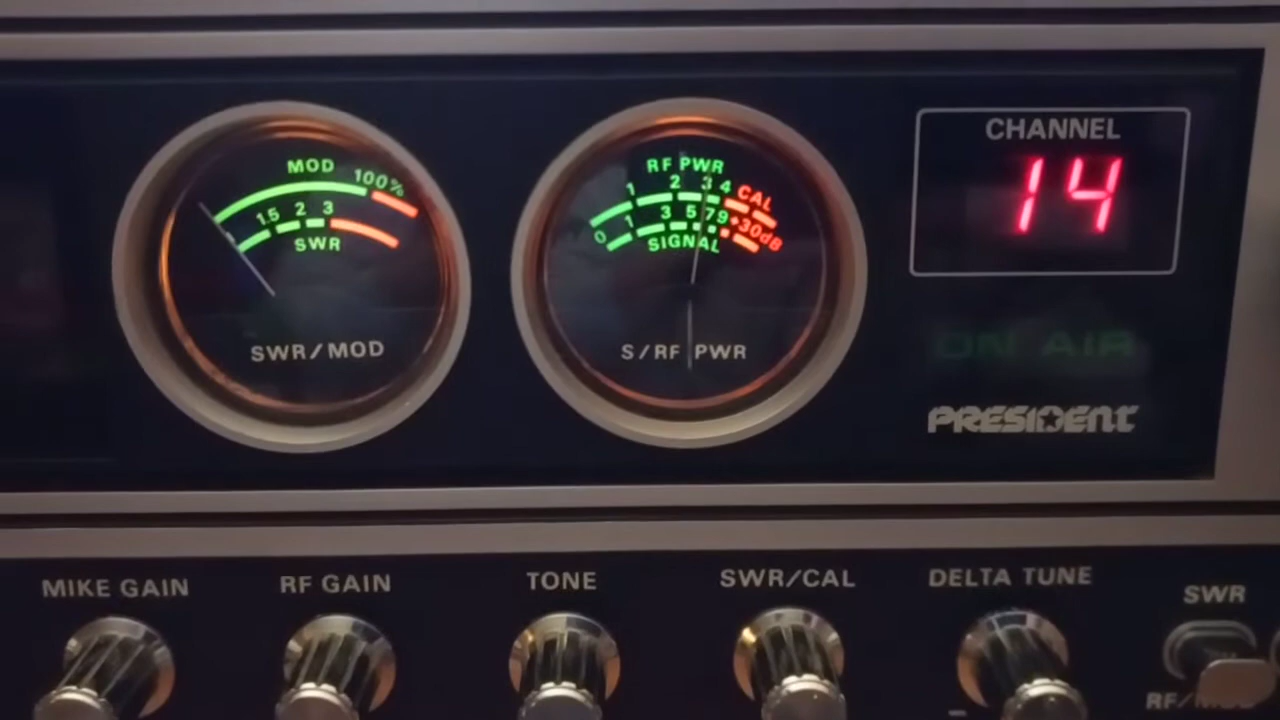 MOD 100%
1.5 2 3
SWR
SWR/MOD
RF PWR
1 2 3 4 CAL
0 1 3 5 7 9 +30dB
SIGNAL
S/RF PWR
CHANNEL
14
ON AIR
PRESIDENT
MIKE GAIN
RF GAIN
TONE
SWR/CAL
DELTA TUNE
SWR